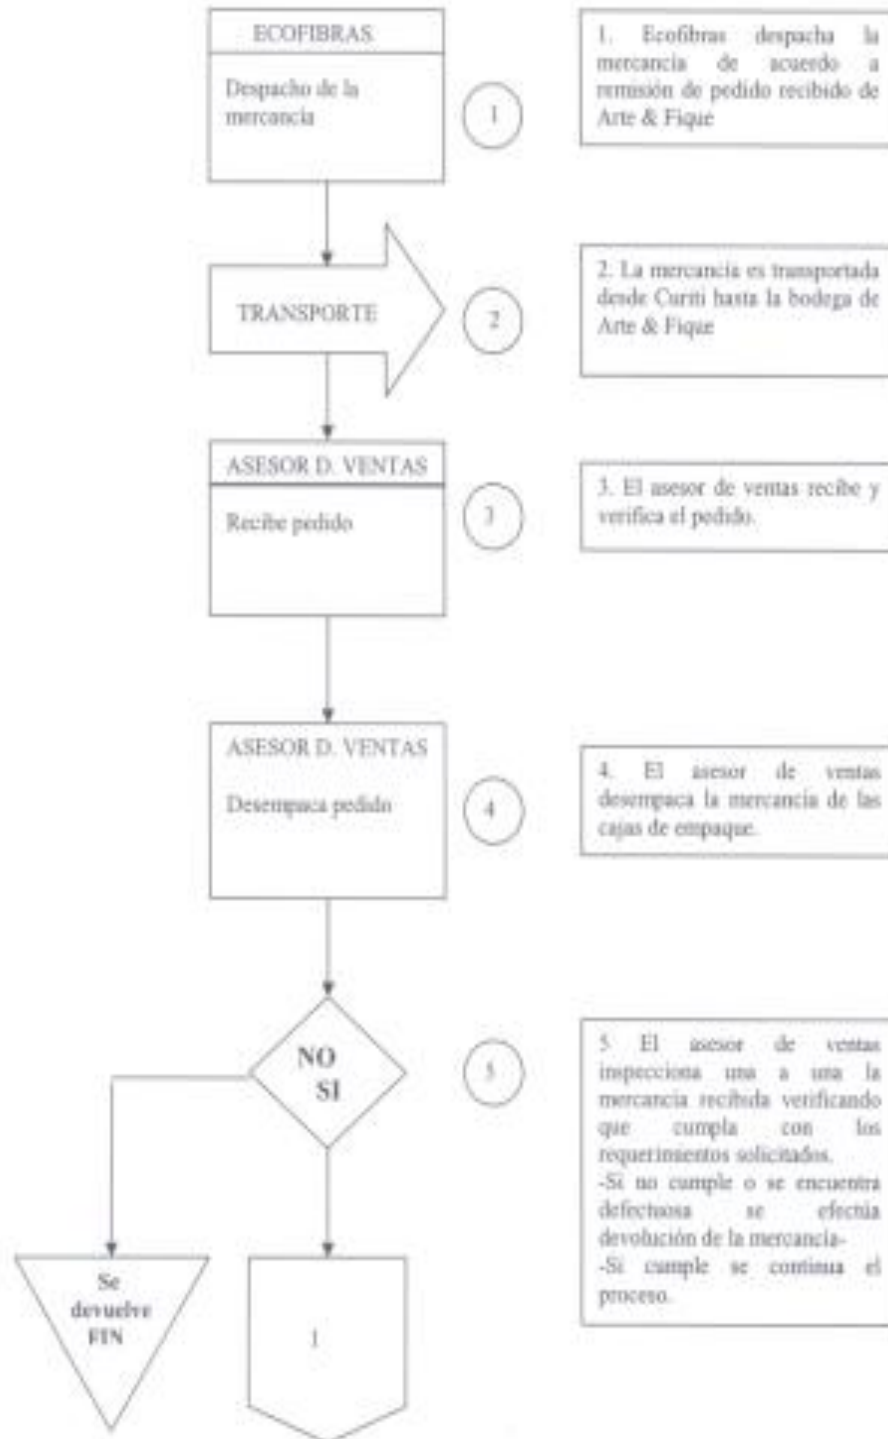 ECOFIBRAS
Despacho de la
mercancía
1
1. Ecofibras despacha la
mercancía de acuerdo a
remisión de pedido recibido de
Arte & Fique
TRANSPORTE
2
2. La mercancía es transportada
desde Curiti hasta la bodega de
Arte & Fique
ASESOR D. VENTAS
Recibe pedido
3
3. El asesor de ventas recibe y
verifica el pedido.
ASESOR D. VENTAS
Desempaca pedido
4
4. El asesor de ventas
desempaca la mercancía de las
cajas de empaque.
NO
SI
5
5 El asesor de ventas
inspecciona una a una la
mercancía recibida verificando
que cumpla con los
requerimientos solicitados.
-Si no cumple o se encuentra
defectuosa se efectúa
devolución de la mercancía-
-Si cumple se continua el
proceso.
Se
devuelve
FIN
1